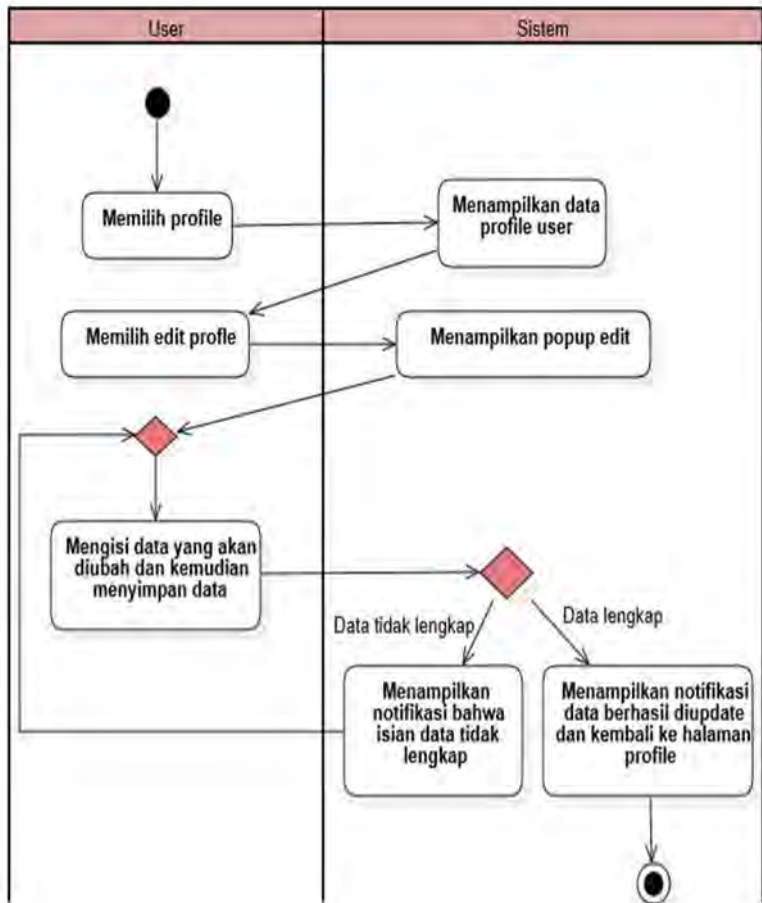 User
Sistem
Memilih profile
Menampilkan data
profile user
Memilih edit profle
Menampilkan popup edit
Mengisi data yang akan
diubah dan kemudian
menyimpan data
Data tidak lengkap
Data lengkap
Menampilkan
notifikasi bahwa
isian data tidak
lengkap
Menampilkan notifikasi
data berhasil diupdate
dan kembali ke halaman
profile